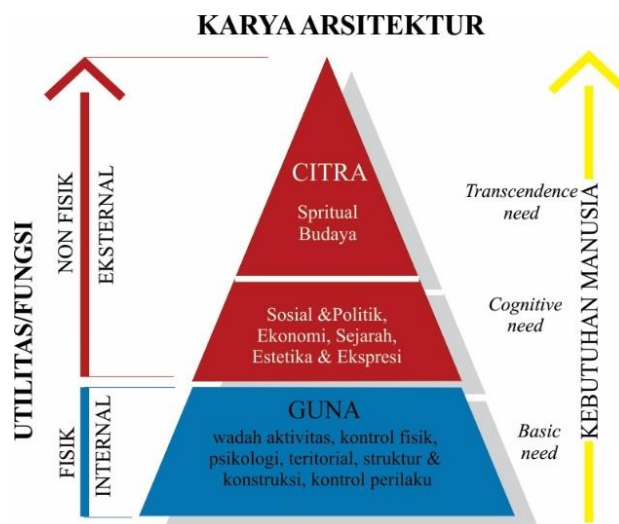 KARYA ARSITEKTUR
UTILITAS/FUNGSI
NON FISIK
EKSTERNAL
FISIK
INTERNAL
CITRA
Spritual
Budaya
Sosial &Politik,
Ekonomi, Sejarah,
Estetika & Ekspresi
GUNA
wadah aktivitas, kontrol fisik,
psikologi, teritorial, struktur &
konstruksi, kontrol perilaku
Transcendence
need
Cognitive
need
Basic
need
KEBUTUHAN MANUSIA